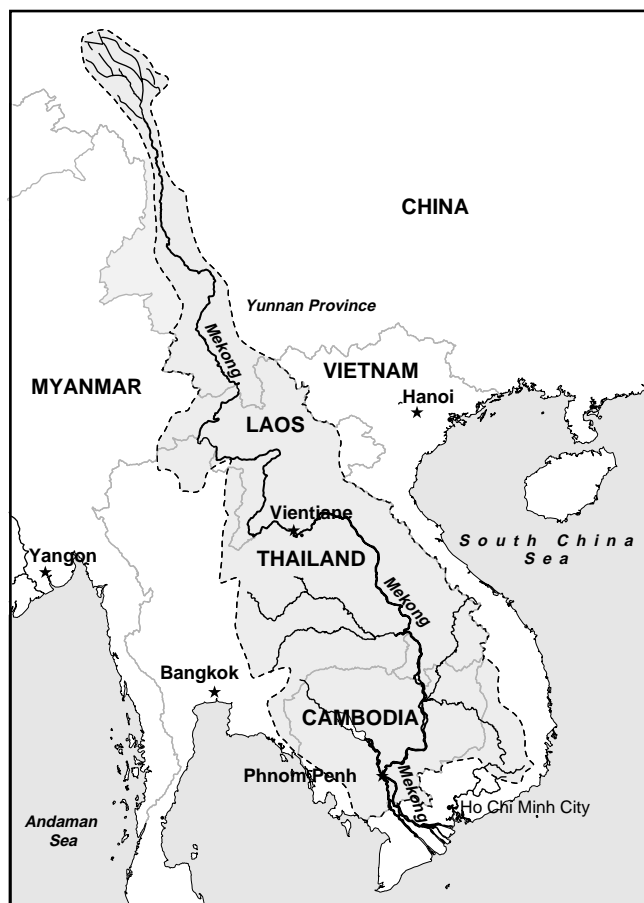 CHINA
Yunnan Province
Mekong
VIETNAM
MYANMAR
Hanoi
LAOS
Vientiane
South China
Sea
Yangon
THAILAND
Mekong
Bangkok
CAMBODIA
Phnom Penh
Mekong
Ho Chi Minh City
Andaman
Sea